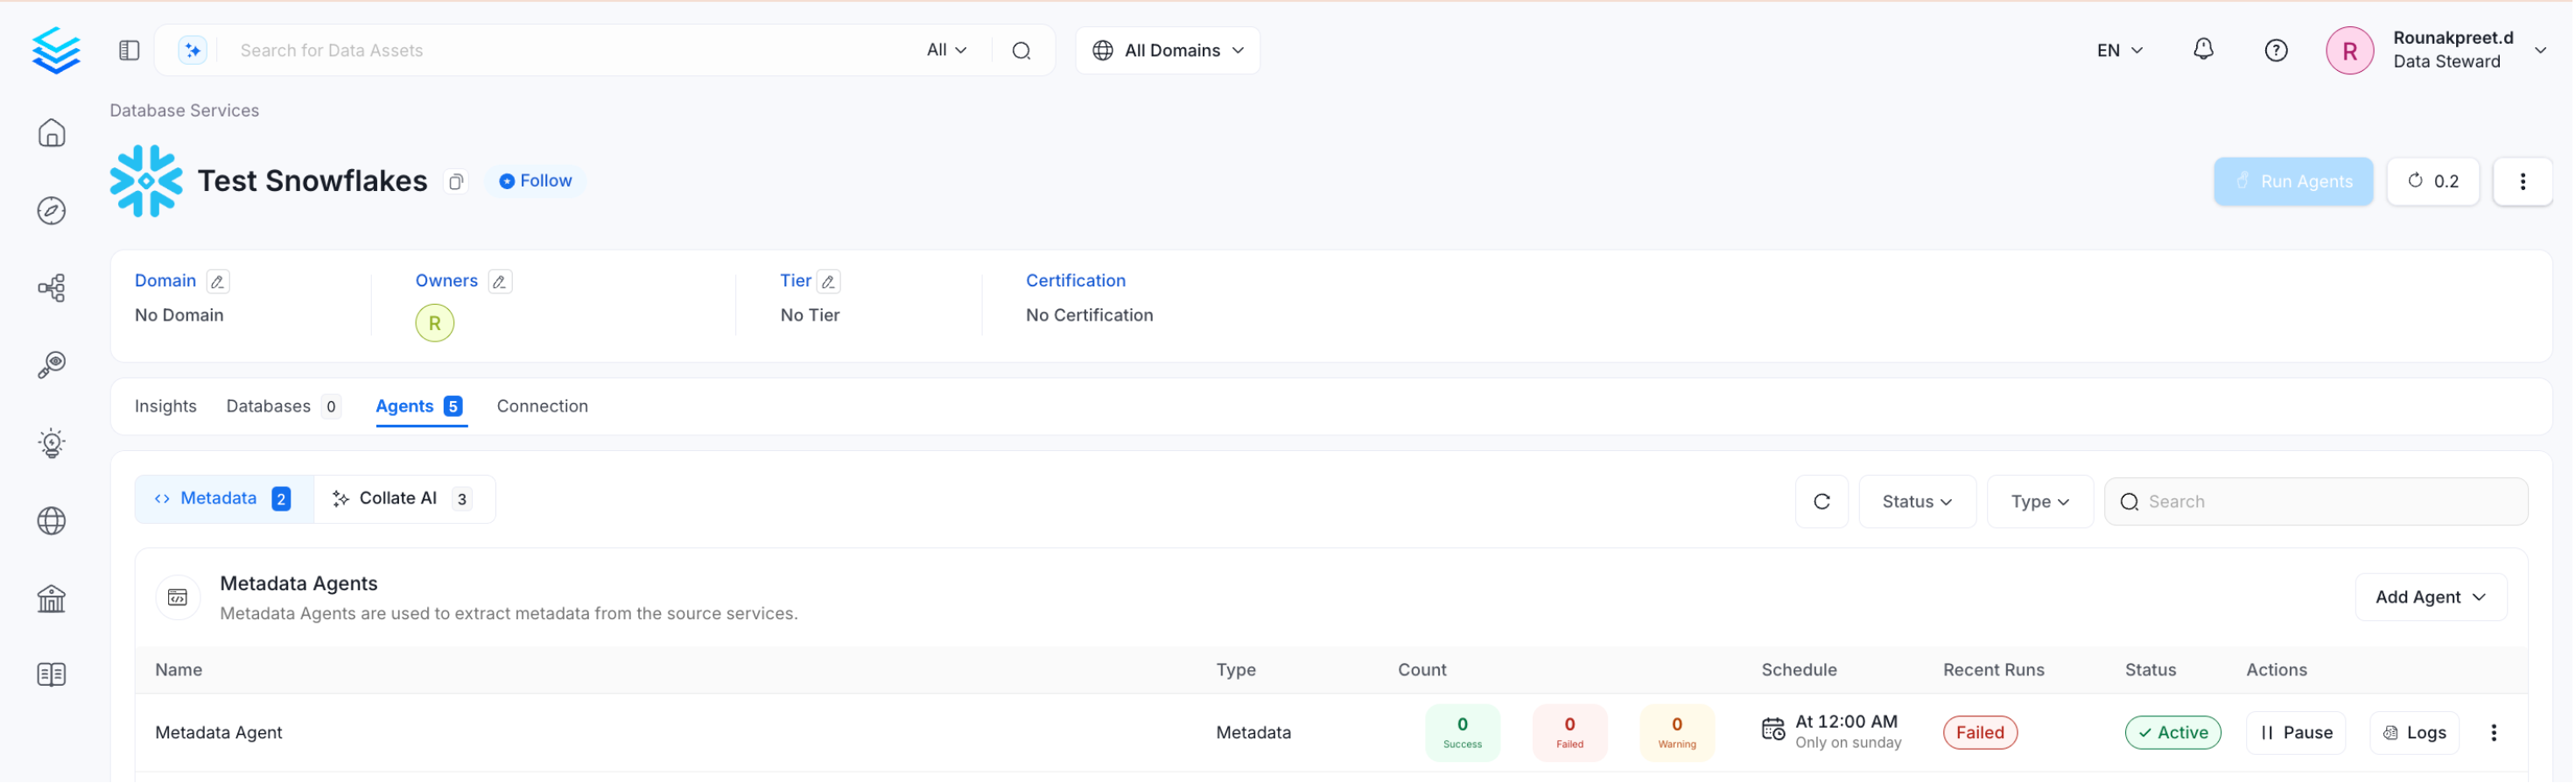 Search for Data Assets
All
All Domains
EN
R
Rounakpreet.d
Data Steward
Database Services
Test Snowflakes
Follow
Run Agents
0.2
Domain
Owners
Tier
Certification
No Domain
R
No Tier
No Certification
Insights
Databases 0
Agents 5
Connection
Metadata 2
Collate AI 3
Status
Type
Search
Metadata Agents
Metadata Agents are used to extract metadata from the source services.
Add Agent
Name
Type
Count
Schedule
Recent Runs
Status
Actions
Metadata Agent
Metadata
0
Success
0
Failed
0
Warning
At 12:00 AM
Only on sunday
Failed
Active
Pause
Logs